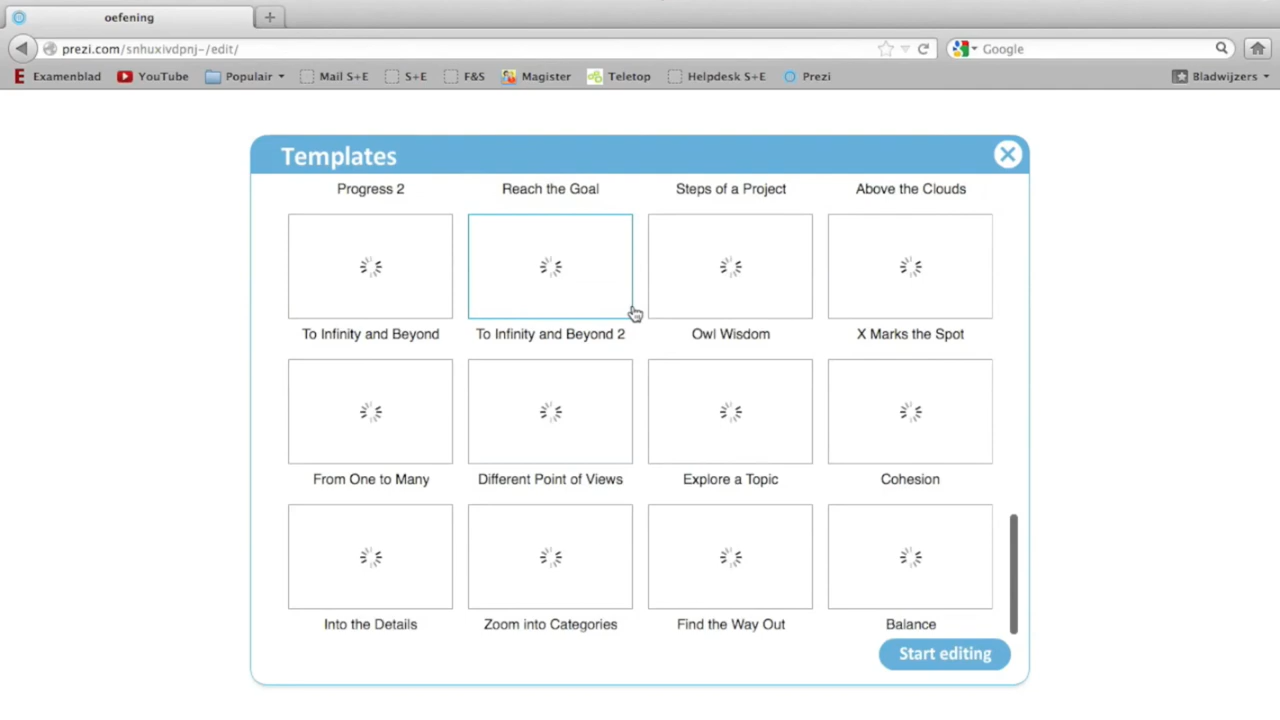 oefening
prezi.com/snhuxivdpnj-/edit/
Google
Examenblad YouTube Populair Mail S+E S+E F&S Magister Teletop Helpdesk S+E Prezi Bladwijzers
Templates
Progress 2 Reach the Goal Steps of a Project Above the Clouds
To Infinity and Beyond To Infinity and Beyond 2 Owl Wisdom X Marks the Spot
From One to Many Different Point of Views Explore a Topic Cohesion
Into the Details Zoom into Categories Find the Way Out Balance
Start editing